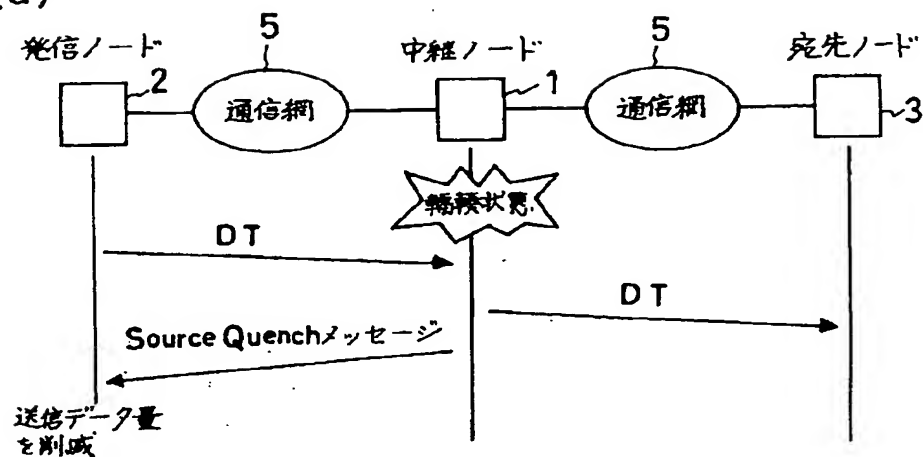 (a)
発信ノード 5 中継ノード 5 宛先ノード
2 通信網 1 通信網 3
輻輳状態
DT
DT
Source Quenchメッセージ
送信データ量
を削減